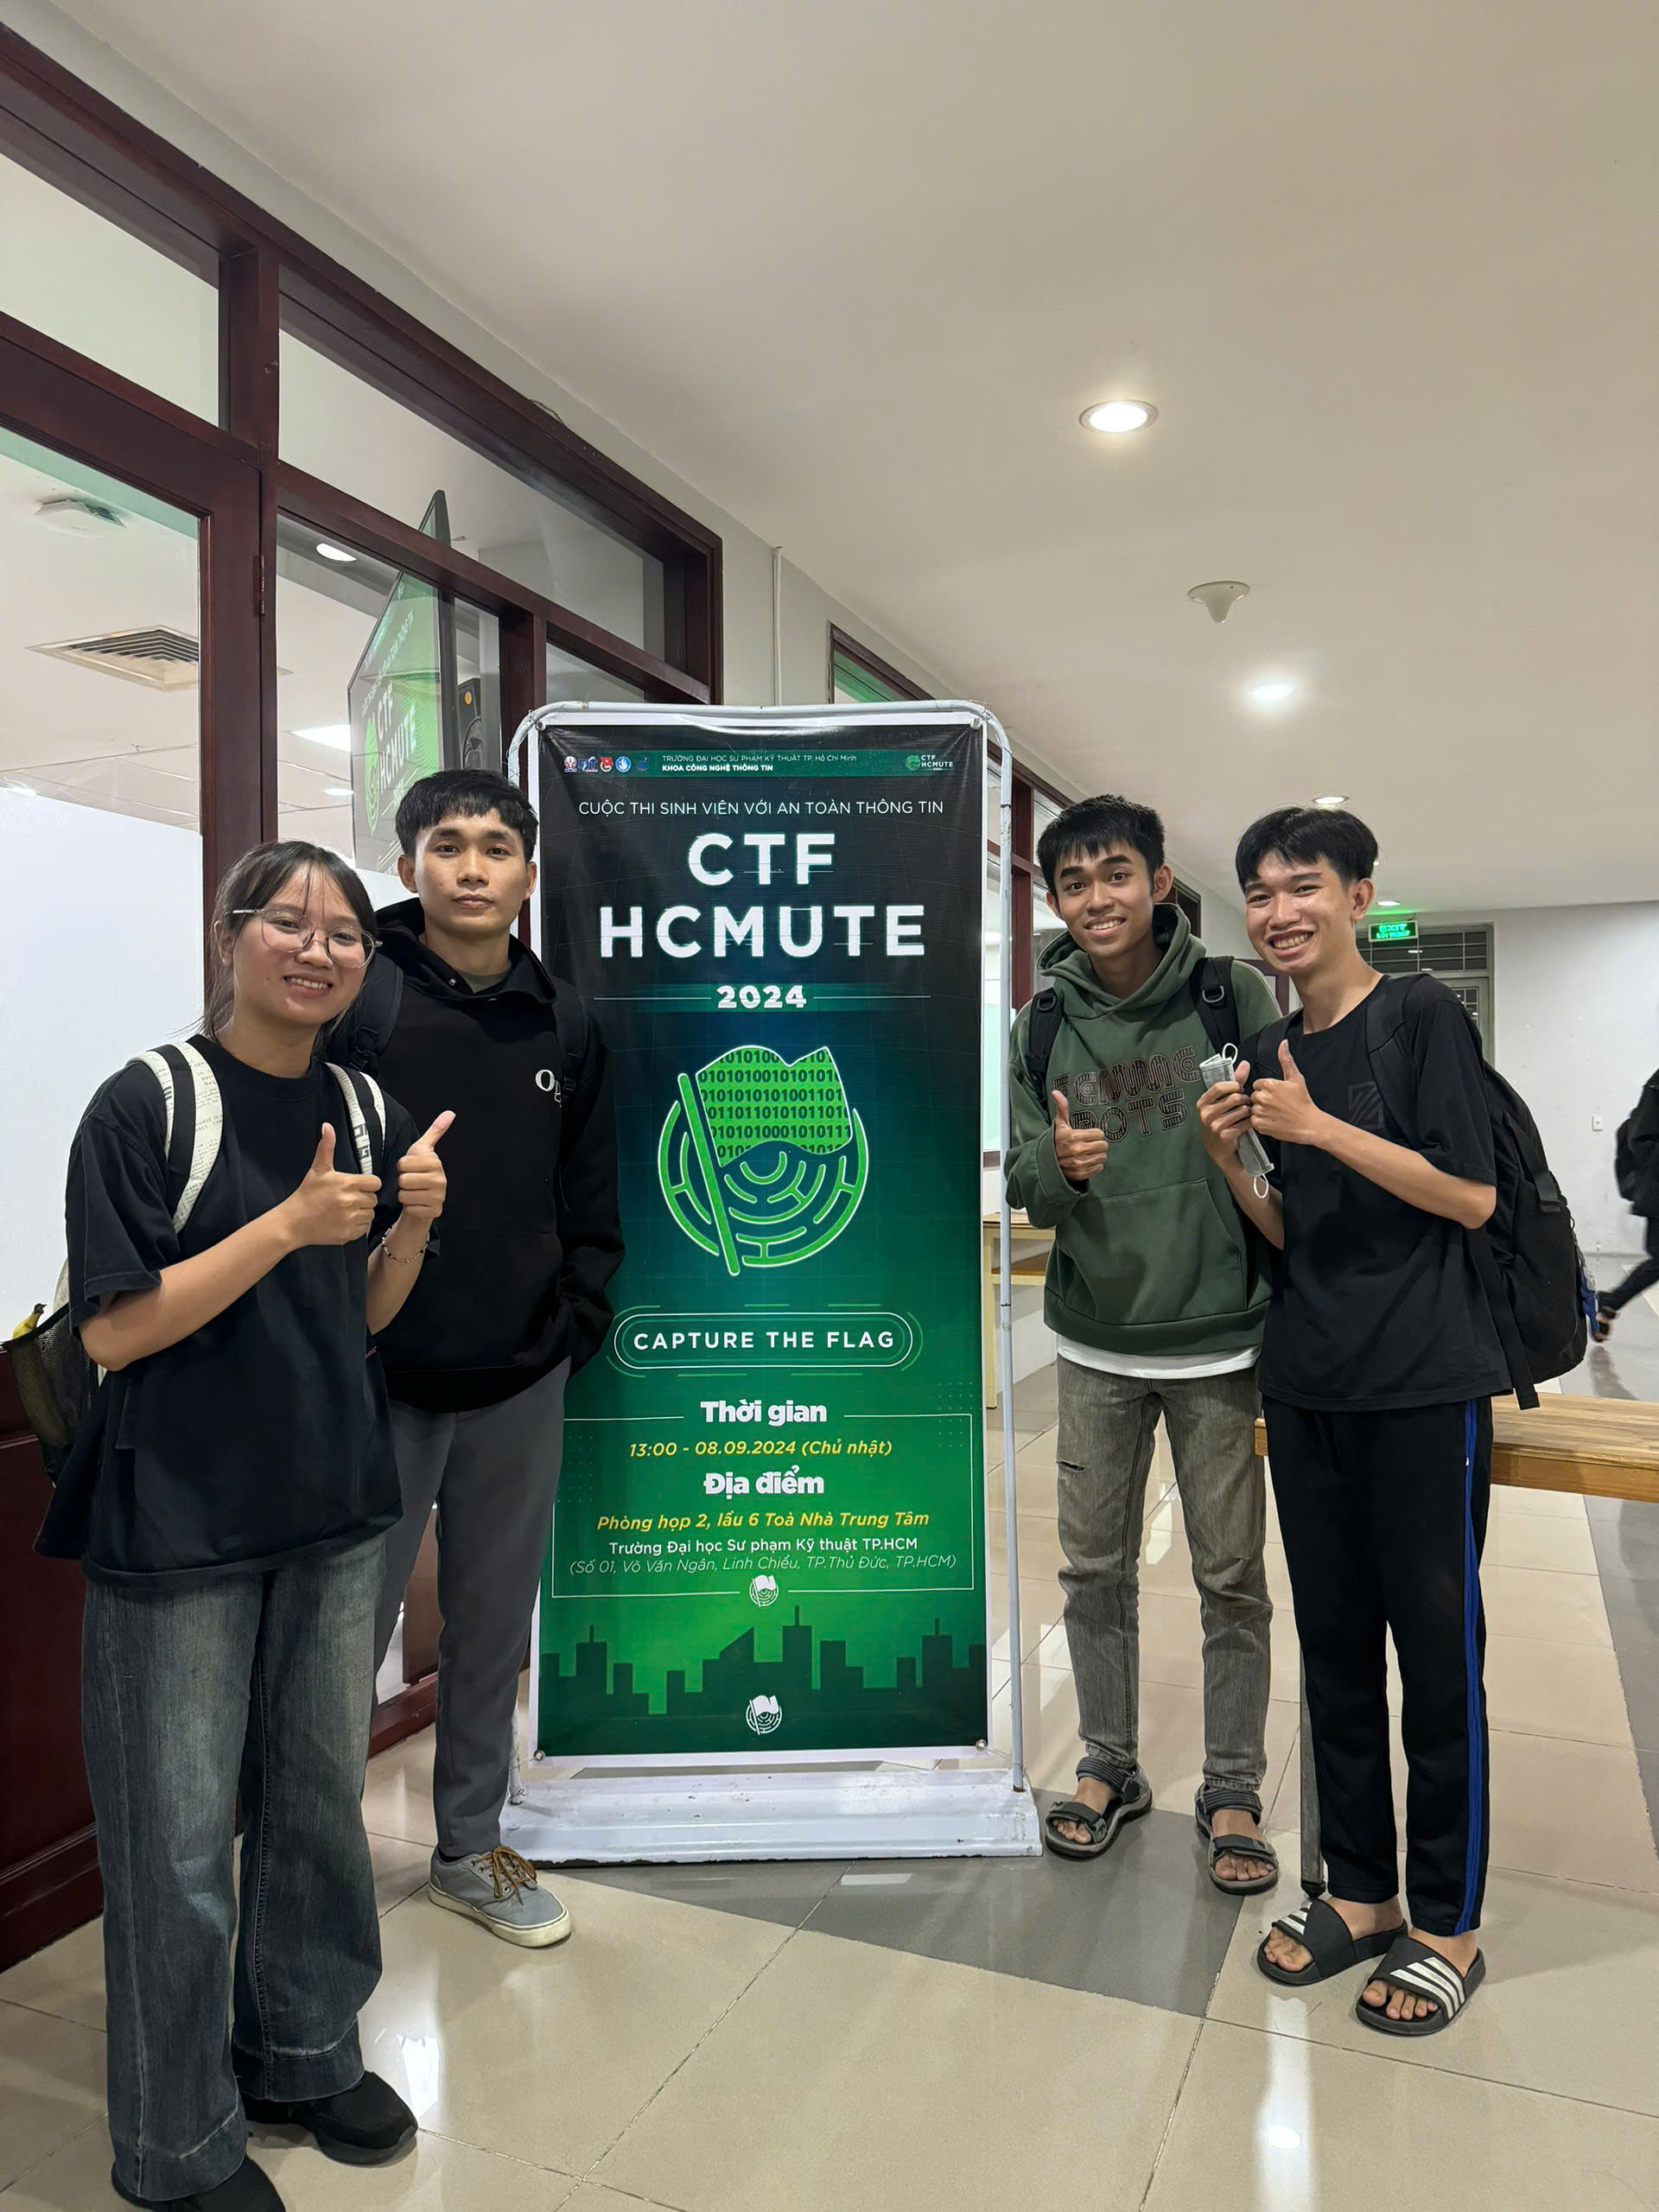 TRƯỜNG ĐẠI HỌC SƯ PHẠM KỸ THUẬT TP. Hồ Chí Minh
KHOA CÔNG NGHỆ THÔNG TIN
CTF
HCMUTE
CUỘC THI SINH VIÊN VỚI AN TOÀN THÔNG TIN
CTF
HCMUTE
2024
CAPTURE THE FLAG
Thời gian
13:00 - 08.09.2024 (Chủ nhật)
Địa điểm
Phòng họp 2, lầu 6 Toà Nhà Trung Tâm
Trường Đại học Sư phạm Kỹ thuật TP.HCM
(Số 01, Võ Văn Ngân, Linh Chiểu, TP.Thủ Đức, TP.HCM)
CTF
HCMUTE
EXIT